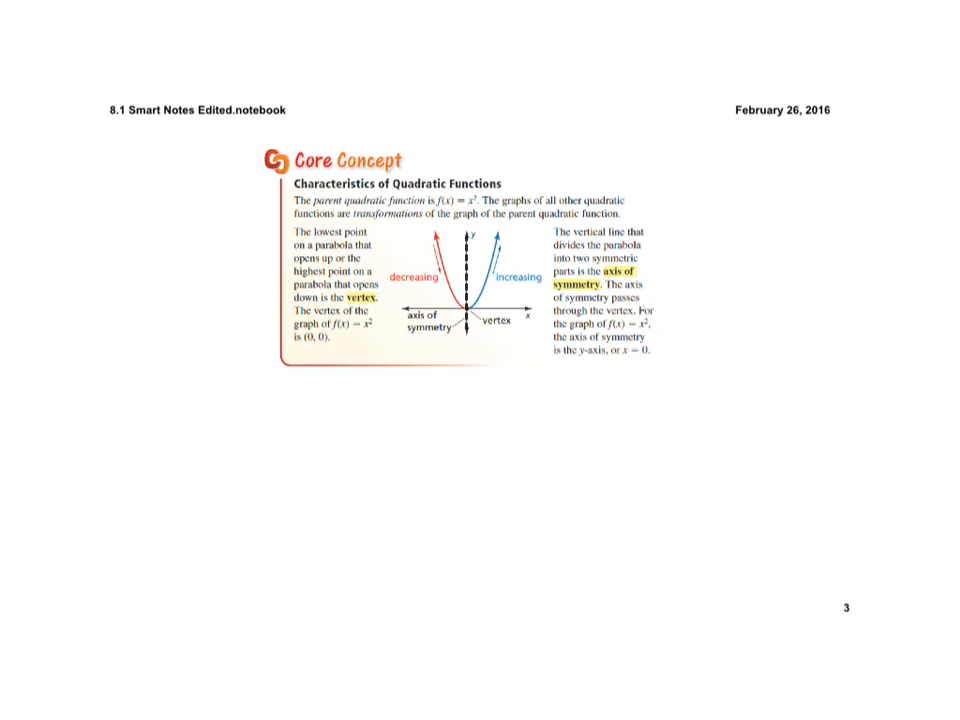 8.1 Smart Notes Edited.notebook
February 26, 2016
Core Concept
Characteristics of Quadratic Functions
The parent quadratic function is f(x) = x². The graphs of all other quadratic
functions are transformations of the graph of the parent quadratic function.
The lowest point
on a parabola that
opens up or the
highest point on a
parabola that opens
down is the vertex.
The vertex of the
graph of f(x) = x²
is (0, 0).
y
decreasing
increasing
axis of
symmetry
vertex
x
The vertical line that
divides the parabola
into two symmetric
parts is the axis of
symmetry. The axis
of symmetry passes
through the vertex. For
the graph of f(x) = x²,
the axis of symmetry
is the y-axis, or x = 0.
3